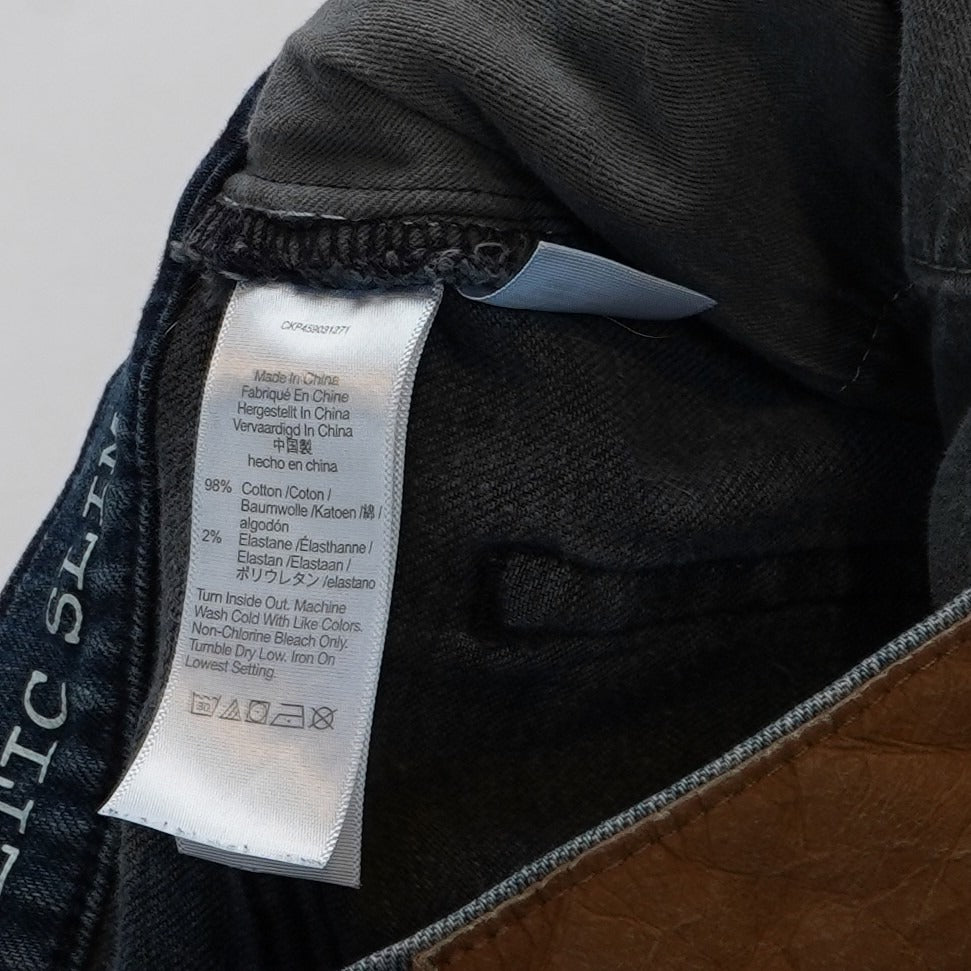 CKP459031271
Made In China
Fabriqué En Chine
Hergestellt In China
Vervaardigd In China
中国製
hecho en china
98% Cotton /Coton /
Baumwolle /Katoen /綿 /
algodón
2% Elastane /Élasthanne /
Elastan /Elastaan /
ポリウレタン /elastano
Turn Inside Out. Machine
Wash Cold With Like Colors.
Non-Chlorine Bleach Only.
Tumble Dry Low. Iron On
Lowest Setting.
30
ETIC SLIM